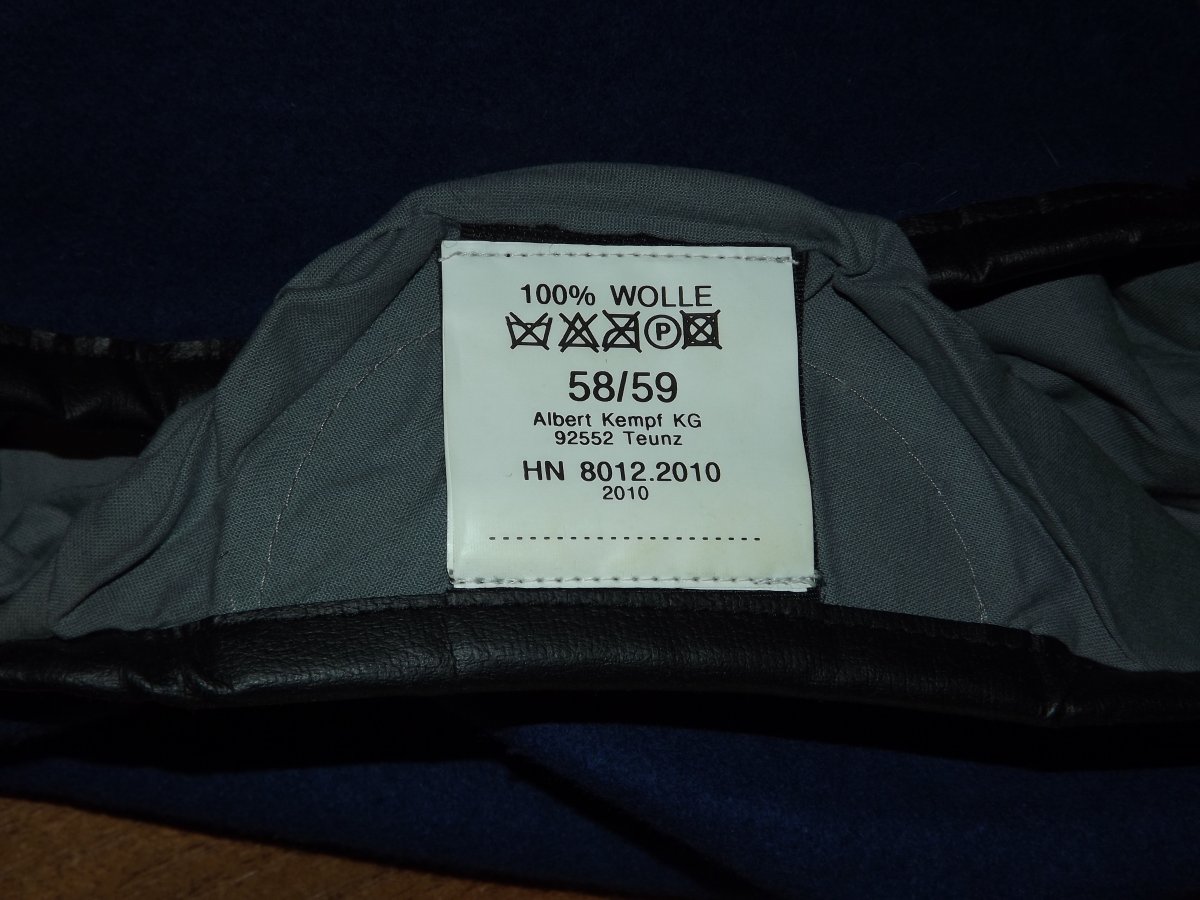 100% WOLLE
P
58/59
Albert Kempf KG
92552 Teunz
HN 8012.2010
2010